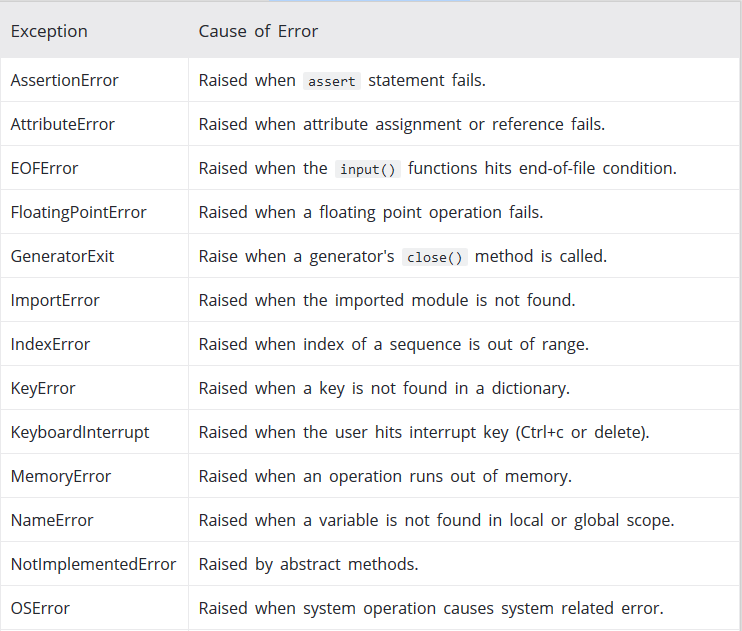 Exception Cause of Error
AssertionError Raised when assert statement fails.
AttributeError Raised when attribute assignment or reference fails.
EOFError Raised when the input() functions hits end-of-file condition.
FloatingPointError Raised when a floating point operation fails.
GeneratorExit Raise when a generator's close() method is called.
ImportError Raised when the imported module is not found.
IndexError Raised when index of a sequence is out of range.
KeyError Raised when a key is not found in a dictionary.
KeyboardInterrupt Raised when the user hits interrupt key (Ctrl+c or delete).
MemoryError Raised when an operation runs out of memory.
NameError Raised when a variable is not found in local or global scope.
NotImplementedError Raised by abstract methods.
OSError Raised when system operation causes system related error.